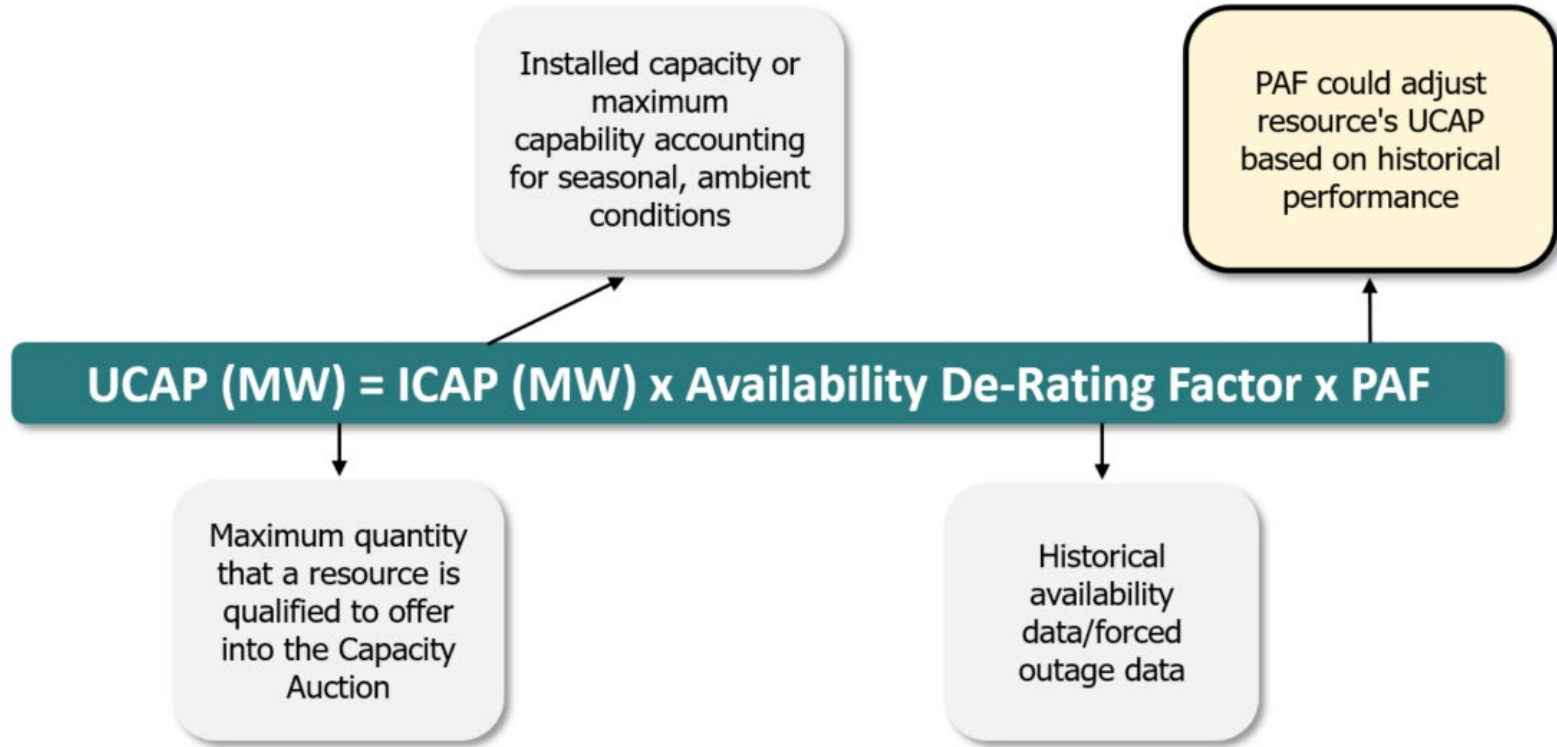 Installed capacity or
maximum
capability accounting
for seasonal, ambient
conditions
PAF could adjust
resource's UCAP
based on historical
performance
UCAP (MW) = ICAP (MW) x Availability De-Rating Factor x PAF
Maximum quantity
that a resource is
qualified to offer
into the Capacity
Auction
Historical
availability
data/forced
outage data